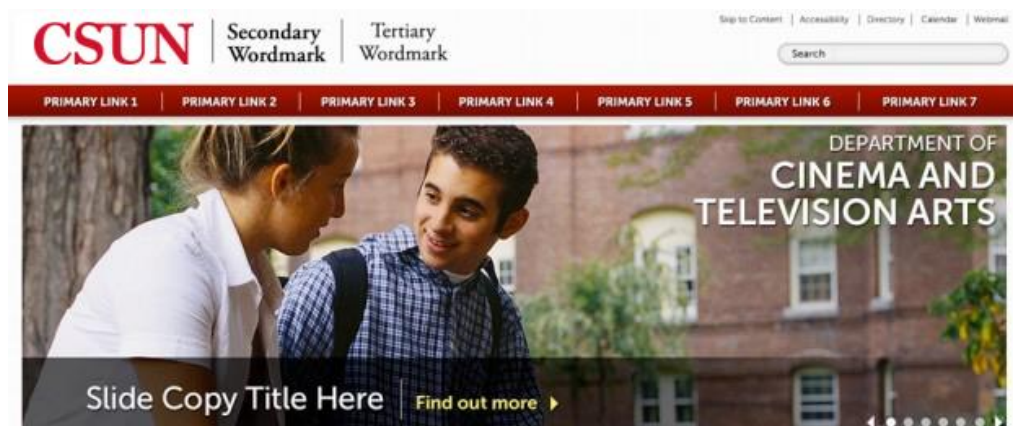 Skip to Content | Accessibility | Directory | Calendar | Webmail
CSUN | Secondary Wordmark | Tertiary Wordmark
Search
PRIMARY LINK 1 | PRIMARY LINK 2 | PRIMARY LINK 3 | PRIMARY LINK 4 | PRIMARY LINK 5 | PRIMARY LINK 6 | PRIMARY LINK 7
DEPARTMENT OF
CINEMA AND
TELEVISION ARTS
Slide Copy Title Here | Find out more